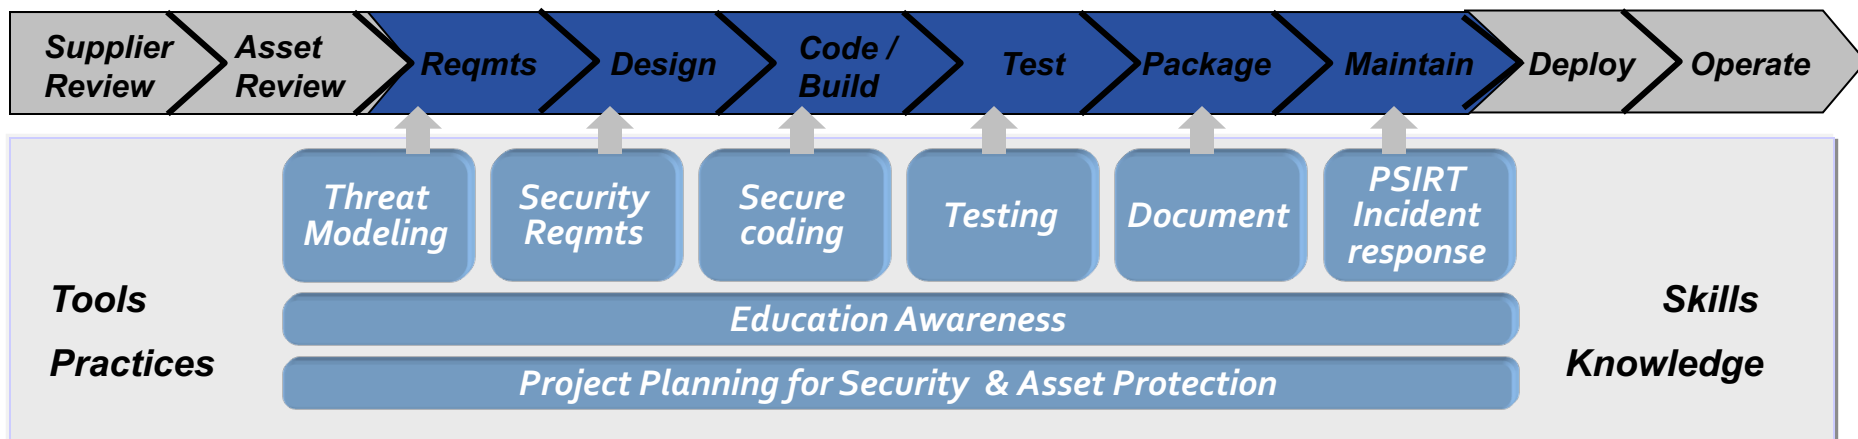 Supplier
Review
Asset
Review
Reqmts
Design
Code /
Build
Test
Package
Maintain
Deploy
Operate
Threat
Modeling
Security
Reqmts
Secure
coding
Testing
Document
PSIRT
Incident
response
Tools
Practices
Education Awareness
Project Planning for Security & Asset Protection
Skills
Knowledge